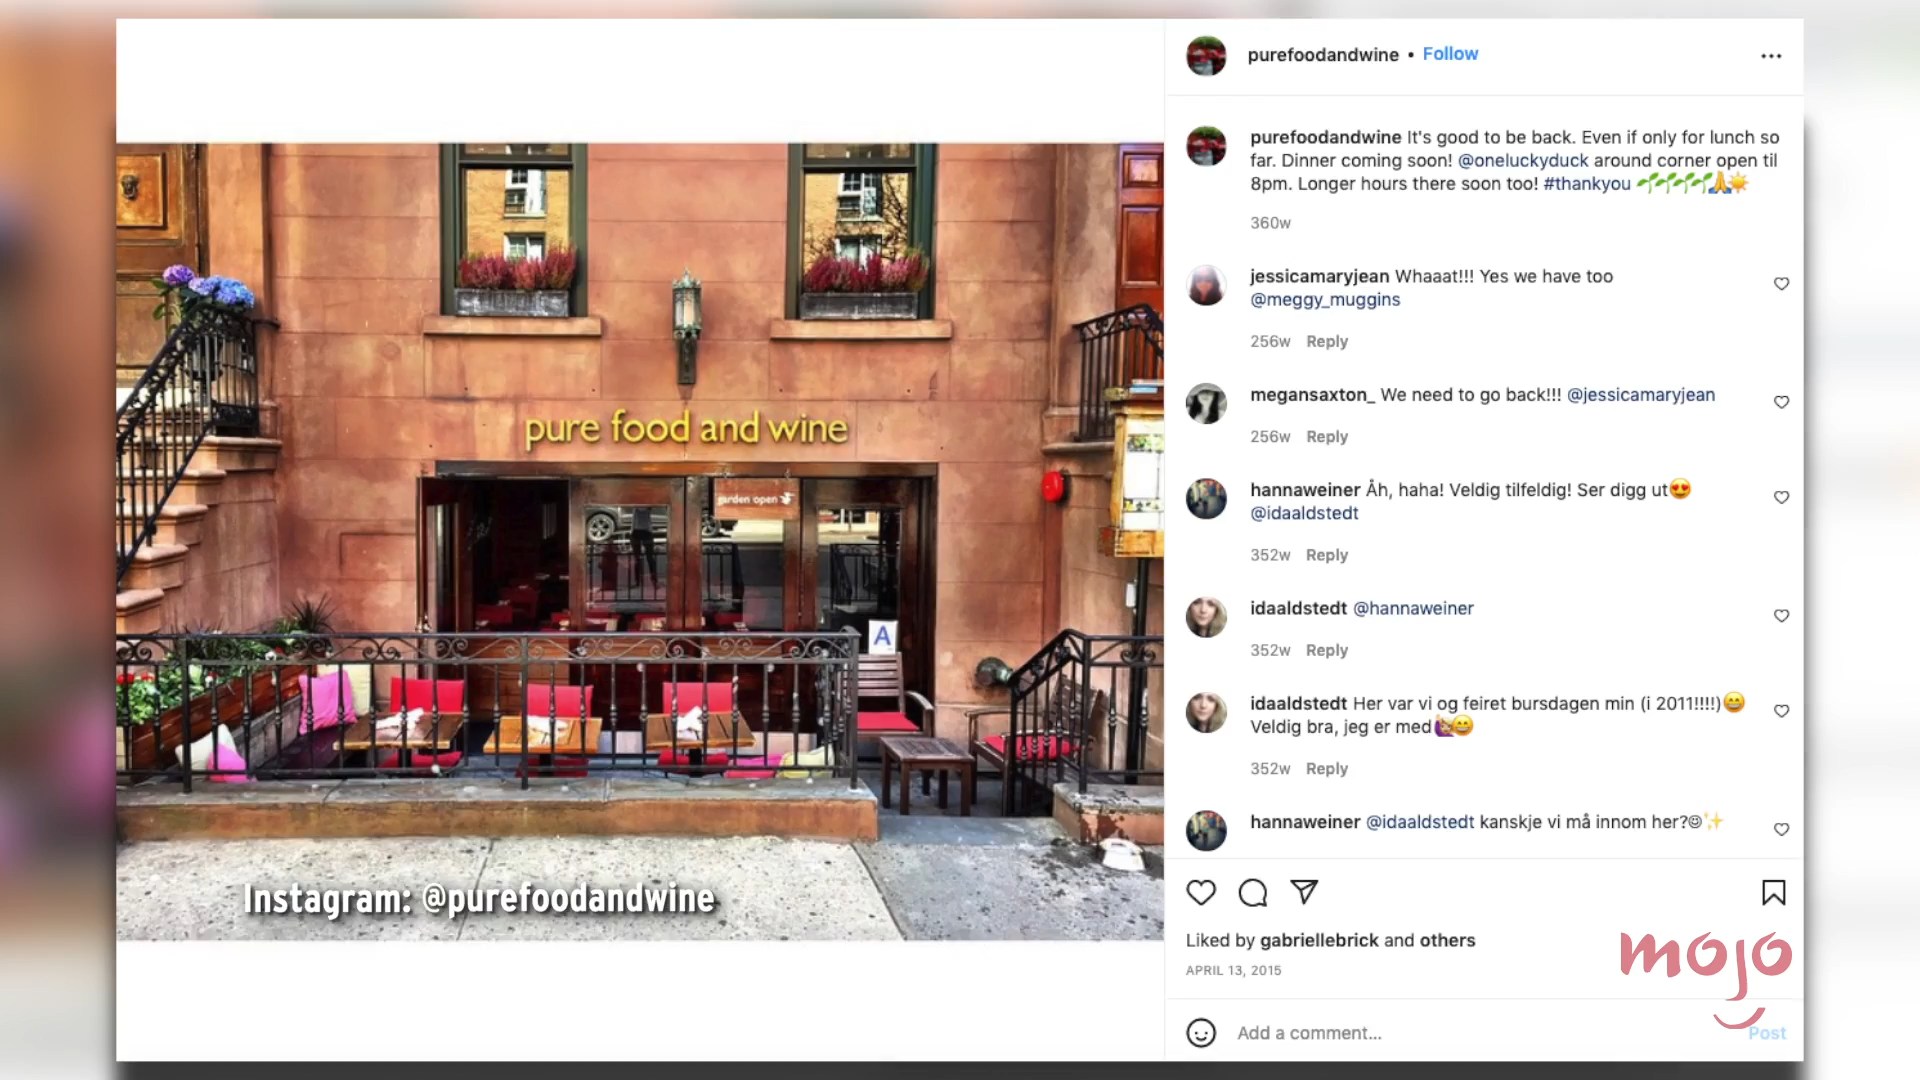 pure food and wine
garden open
A
Instagram: @purefoodandwine
purefoodandwine • Follow
purefoodandwine It's good to be back. Even if only for lunch so
far. Dinner coming soon! @oneluckyduck around corner open til
8pm. Longer hours there soon too! #thankyou 🌱🌱🌱🌱🌱🙏☀️
360w
jessicamaryjean Whaaat!!! Yes we have too
@meggy_muggins
256w Reply
megansaxton_ We need to go back!!! @jessicamaryjean
256w Reply
hannaweiner Åh, haha! Veldig tilfeldig! Ser digg ut😍
@idaaldstedt
352w Reply
idaaldstedt @hannaweiner
352w Reply
idaaldstedt Her var vi og feiret bursdagen min (i 2011!!!!)😄
Veldig bra, jeg er med🙋😄
352w Reply
hannaweiner @idaaldstedt kanskje vi må innom her?☺✨
Liked by gabriellebrick and others
APRIL 13, 2015
mojo
Add a comment...
Post